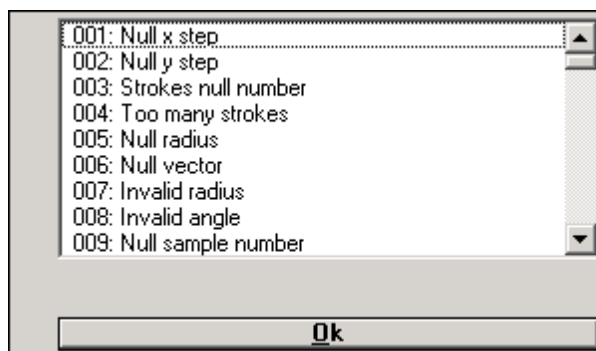 001: Null x step
002: Null y step
003: Strokes null number
004: Too many strokes
005: Null radius
006: Null vector
007: Invalid radius
008: Invalid angle
009: Null sample number
Ok